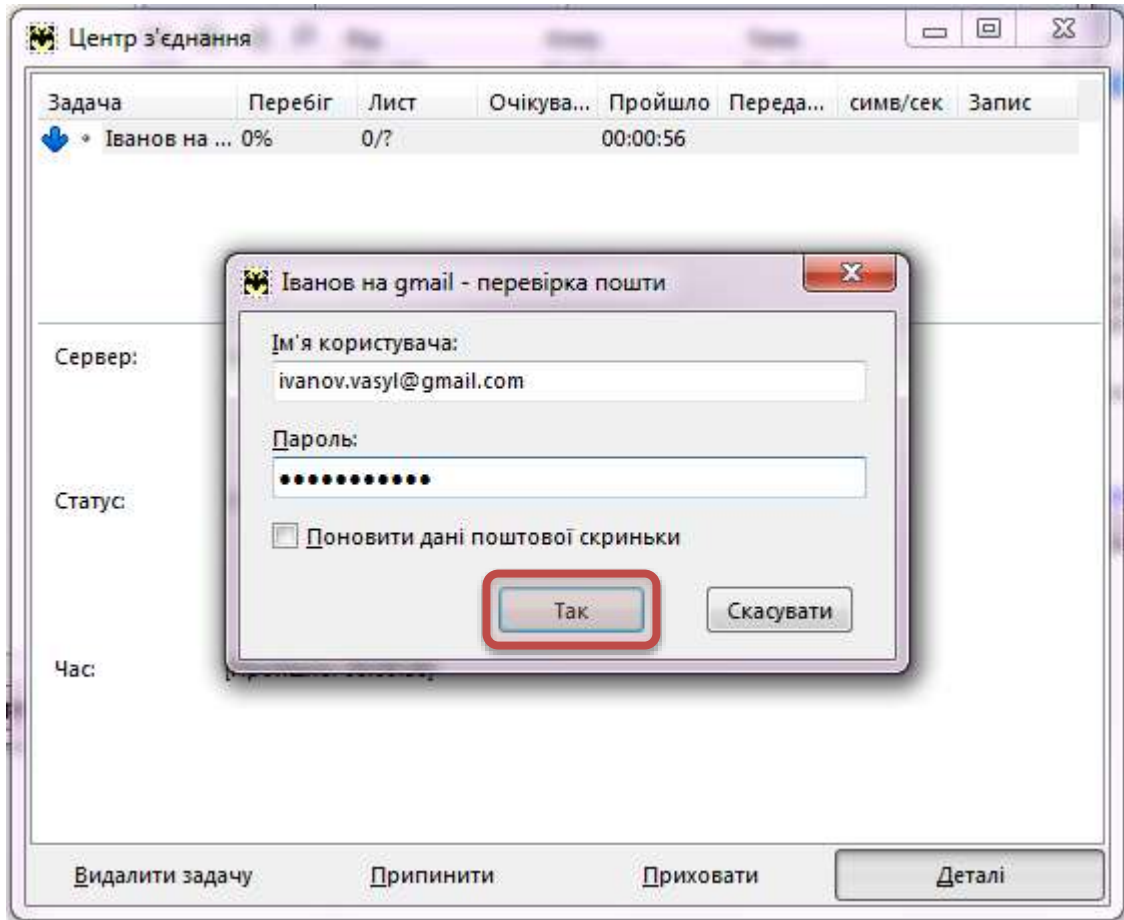 Центр з'єднання
Задача Перебіг Лист Очікува... Пройшло Переда... симв/сек Запис
Іванов на ... 0% 0/? 00:00:56
Іванов на gmail - перевірка пошти
Ім'я користувача:
ivanov.vasyl@gmail.com
Пароль:
•••••••••••
Поновити дані поштової скриньки
Так Скасувати
Сервер:
Статус:
Час:
Видалити задачу Припинити Приховати Деталі